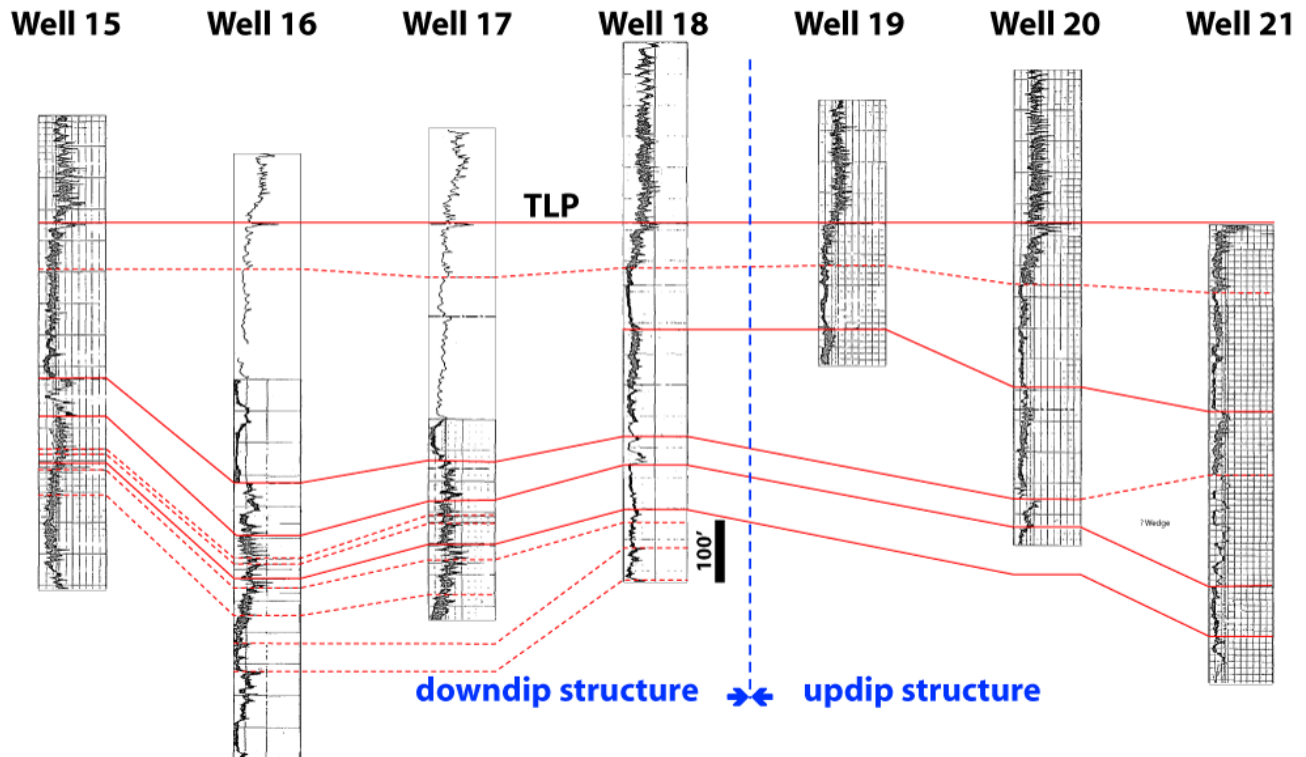 Well 15 Well 16 Well 17 Well 18 Well 19 Well 20 Well 21
TLP
? Wedge
100'
downdip structure updip structure